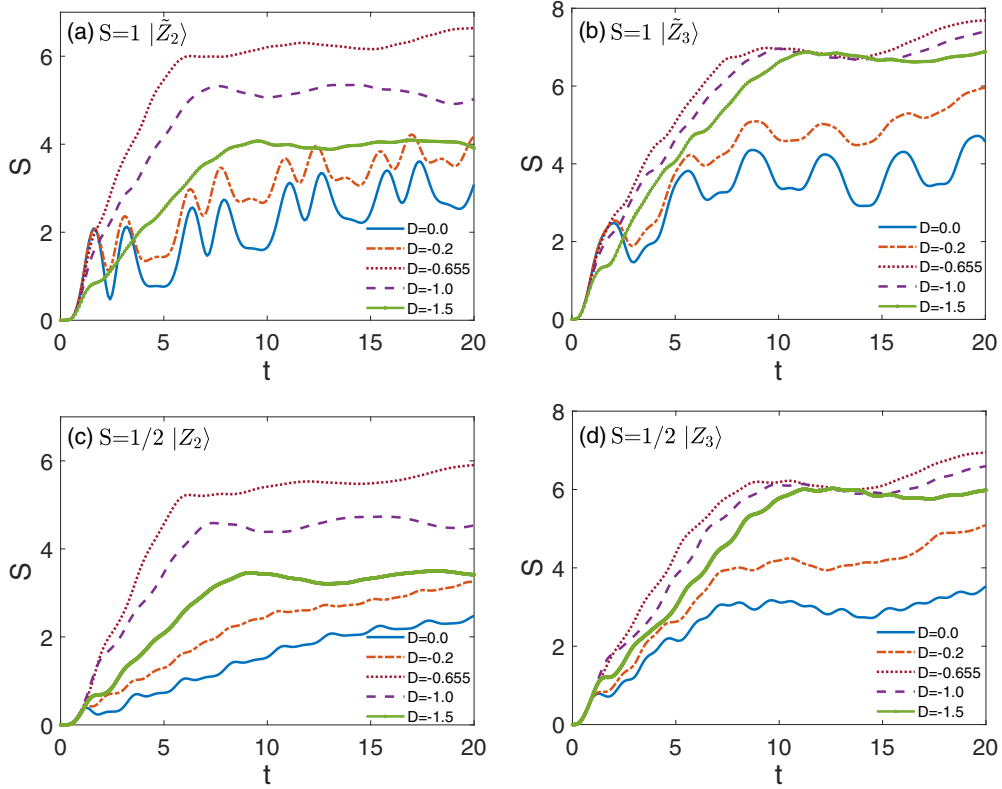 (a) S=1 |Z̃₂⟩
S
0
2
4
6
0
5
10
15
20
t
D=0.0
D=-0.2
D=-0.655
D=-1.0
D=-1.5
(b) S=1 |Z̃₃⟩
S
0
2
4
6
8
0
5
10
15
20
t
D=0.0
D=-0.2
D=-0.655
D=-1.0
D=-1.5
(c) S=1/2 |Z₂⟩
S
0
2
4
6
0
5
10
15
20
t
D=0.0
D=-0.2
D=-0.655
D=-1.0
D=-1.5
(d) S=1/2 |Z₃⟩
S
0
2
4
6
8
0
5
10
15
20
t
D=0.0
D=-0.2
D=-0.655
D=-1.0
D=-1.5